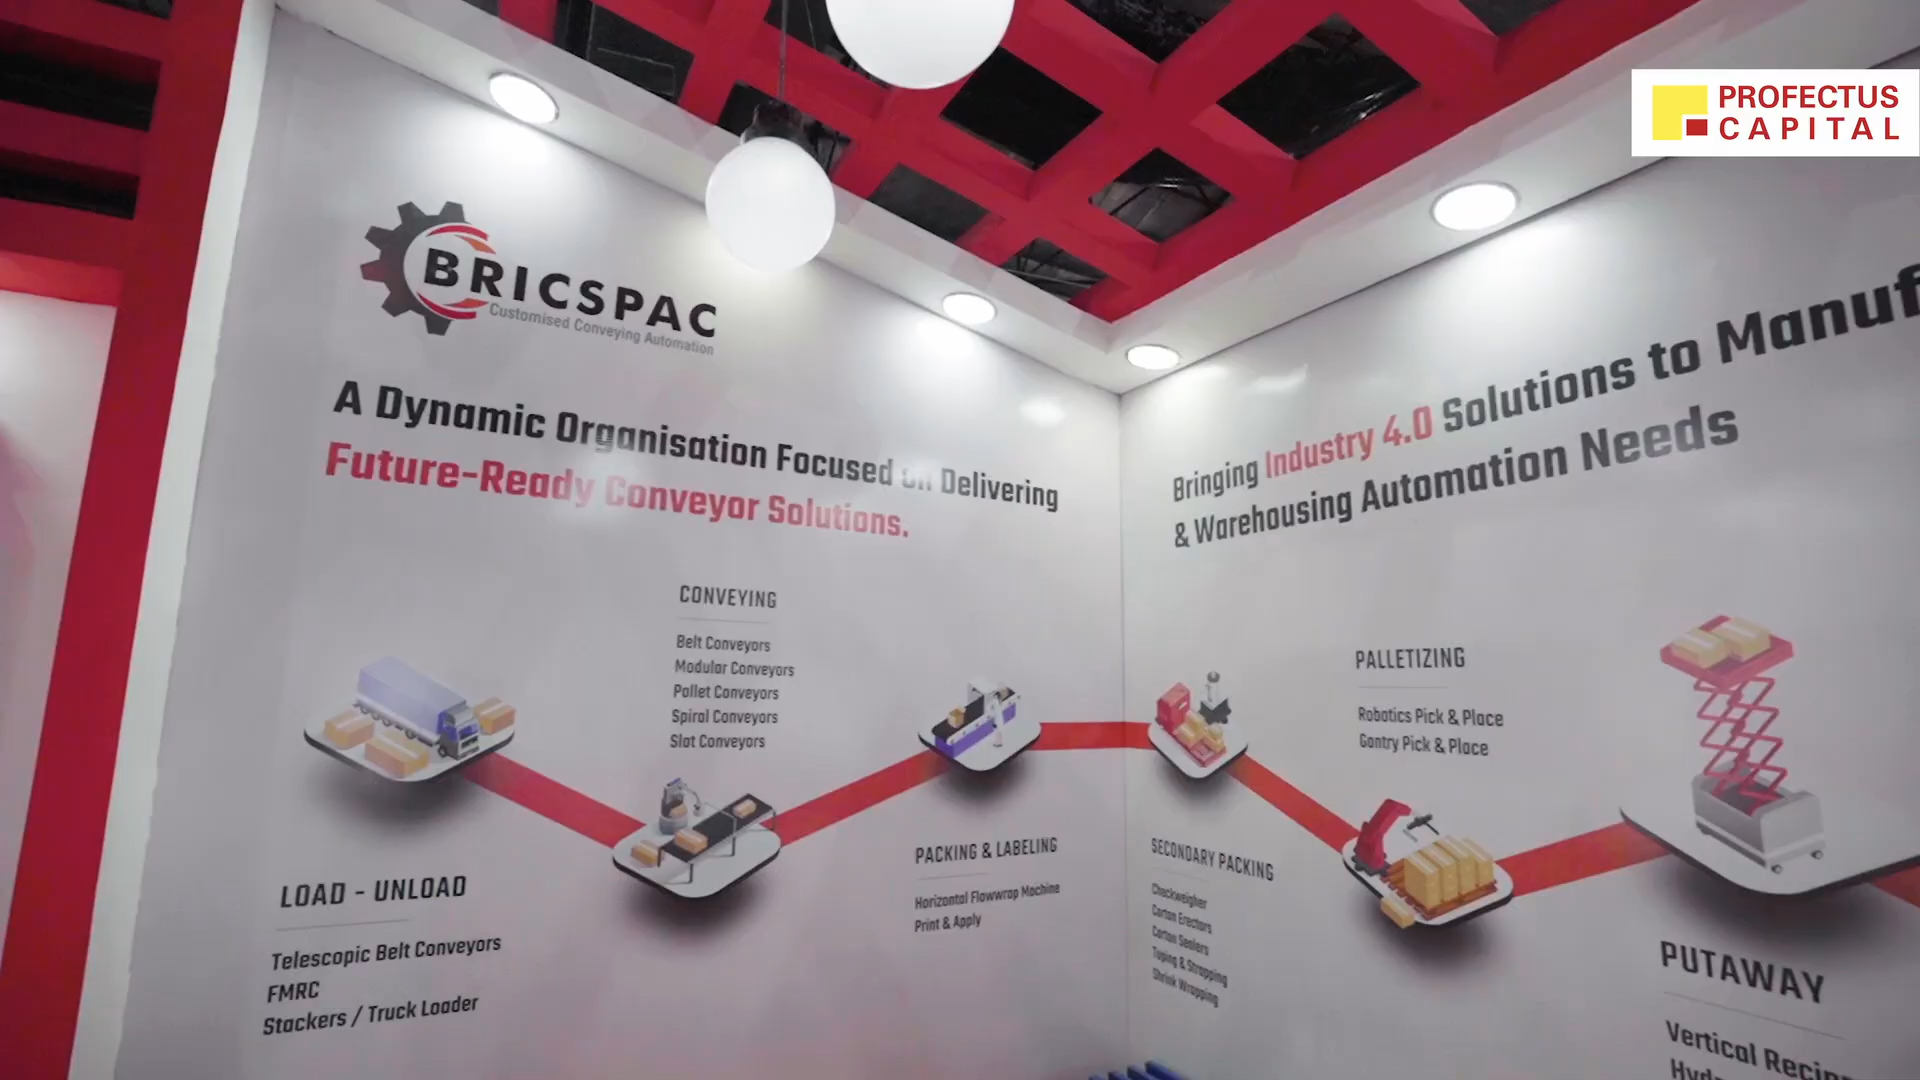 PROFECTUS
CAPITAL
BRICSPAC
Customised Conveying Automation
A Dynamic Organisation Focused on Delivering
Future-Ready Conveyor Solutions.
Bringing Industry 4.0 Solutions to Manuf
& Warehousing Automation Needs
CONVEYING
Belt Conveyors
Modular Conveyors
Pallet Conveyors
Spiral Conveyors
Slat Conveyors
LOAD - UNLOAD
Telescopic Belt Conveyors
FMRC
Stackers / Truck Loader
PACKING & LABELING
Horizontal Flowwrap Machine
Print & Apply
SECONDARY PACKING
Checkweigher
Carton Erectors
Carton Sealers
Taping & Strapping
Shrink Wrapping
PALLETIZING
Robotics Pick & Place
Gantry Pick & Place
PUTAWAY
Vertical Recip